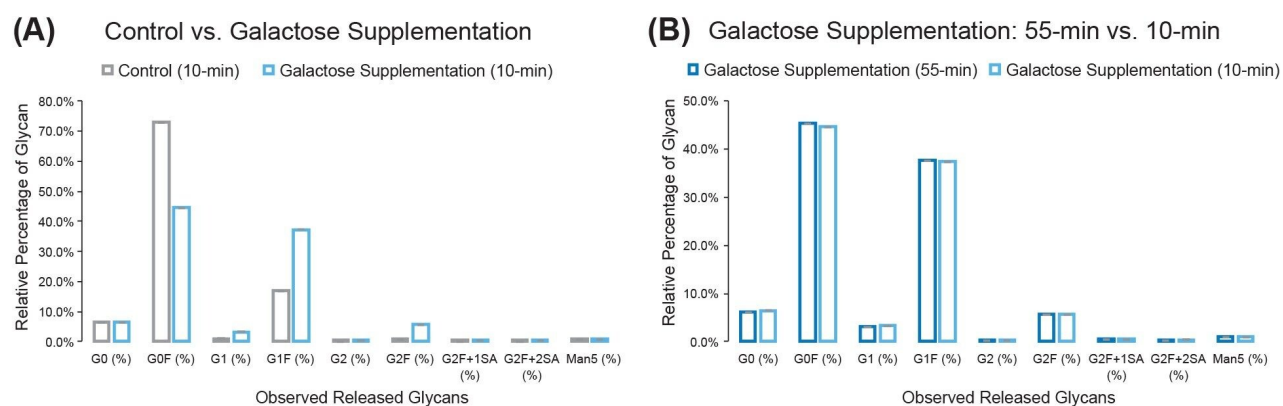 (A) Control vs. Galactose Supplementation
Control (10-min) Galactose Supplementation (10-min)
Relative Percentage of Glycan
80.0%
70.0%
60.0%
50.0%
40.0%
30.0%
20.0%
10.0%
0.0%
G0 (%) G0F (%) G1 (%) G1F (%) G2 (%) G2F (%) G2F+1SA (%) G2F+2SA (%) Man5 (%)
Observed Released Glycans
(B) Galactose Supplementation: 55-min vs. 10-min
Galactose Supplementation (55-min) Galactose Supplementation (10-min)
Relative Percentage of Glycan
50.0%
40.0%
30.0%
20.0%
10.0%
0.0%
G0 (%) G0F (%) G1 (%) G1F (%) G2 (%) G2F (%) G2F+1SA (%) G2F+2SA (%) Man5 (%)
Observed Released Glycans